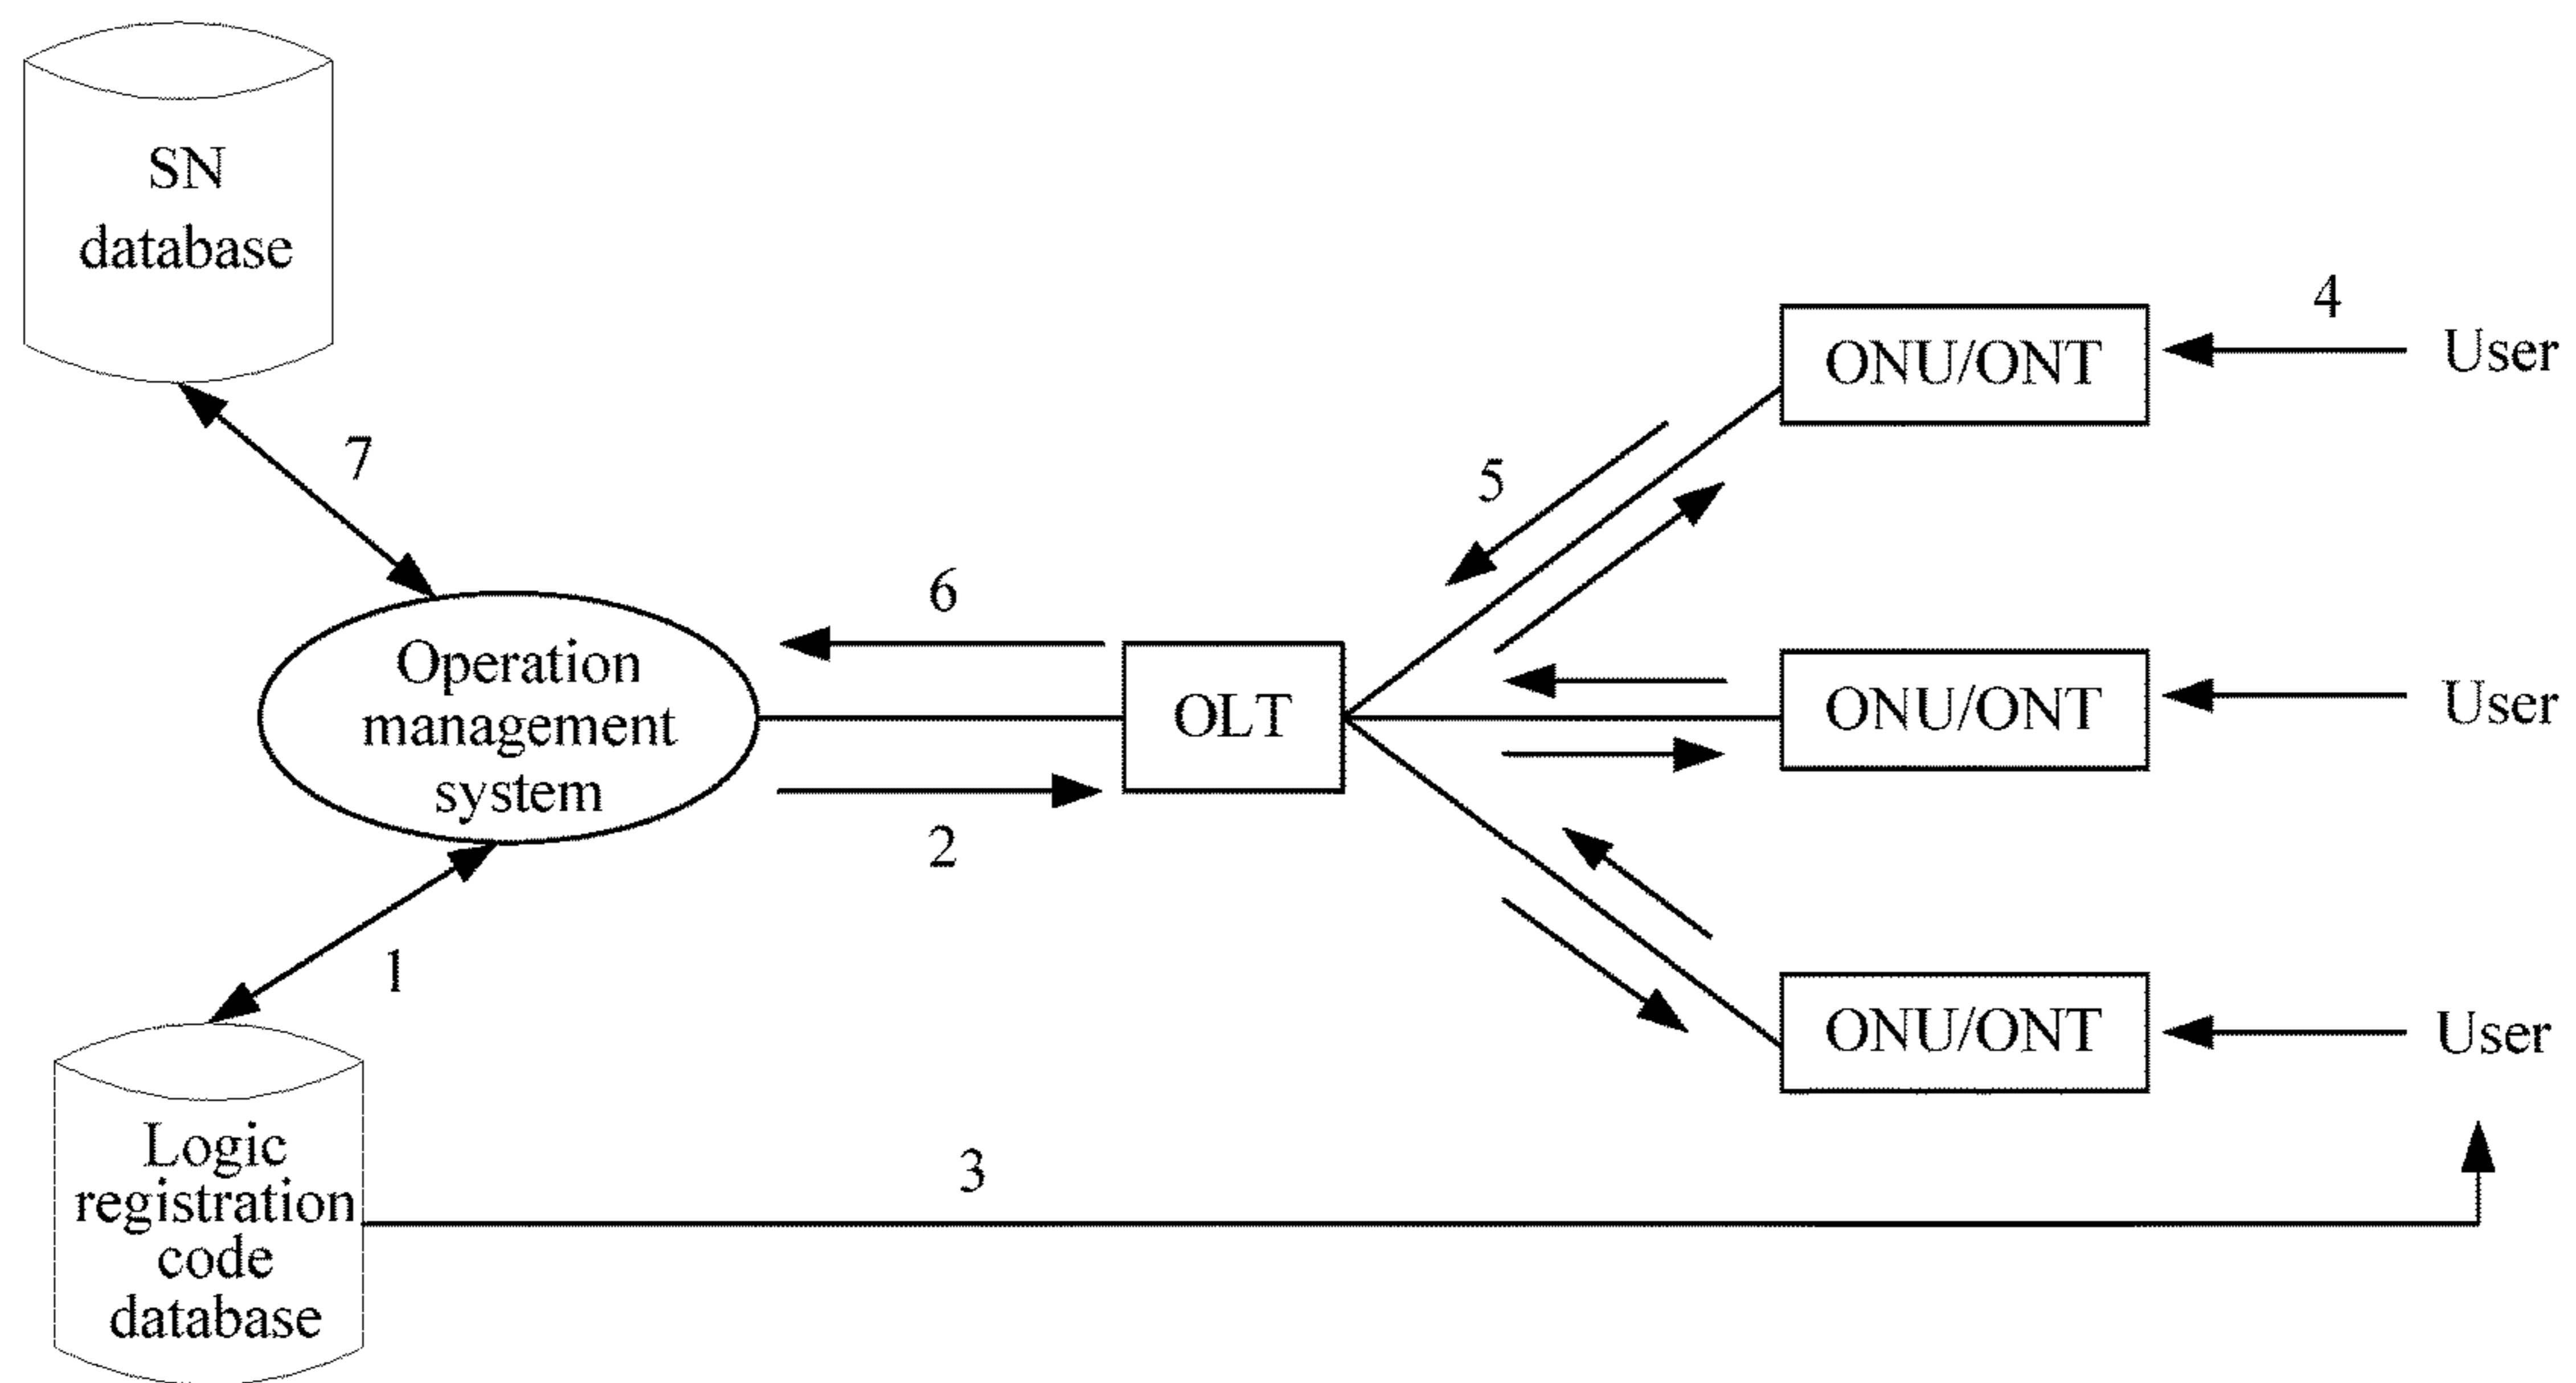 SN
database
7
4
ONU/ONT
User
5
6
Operation
management
system
OLT
ONU/ONT
User
2
1
ONU/ONT
User
Logic
registration
code
database
3